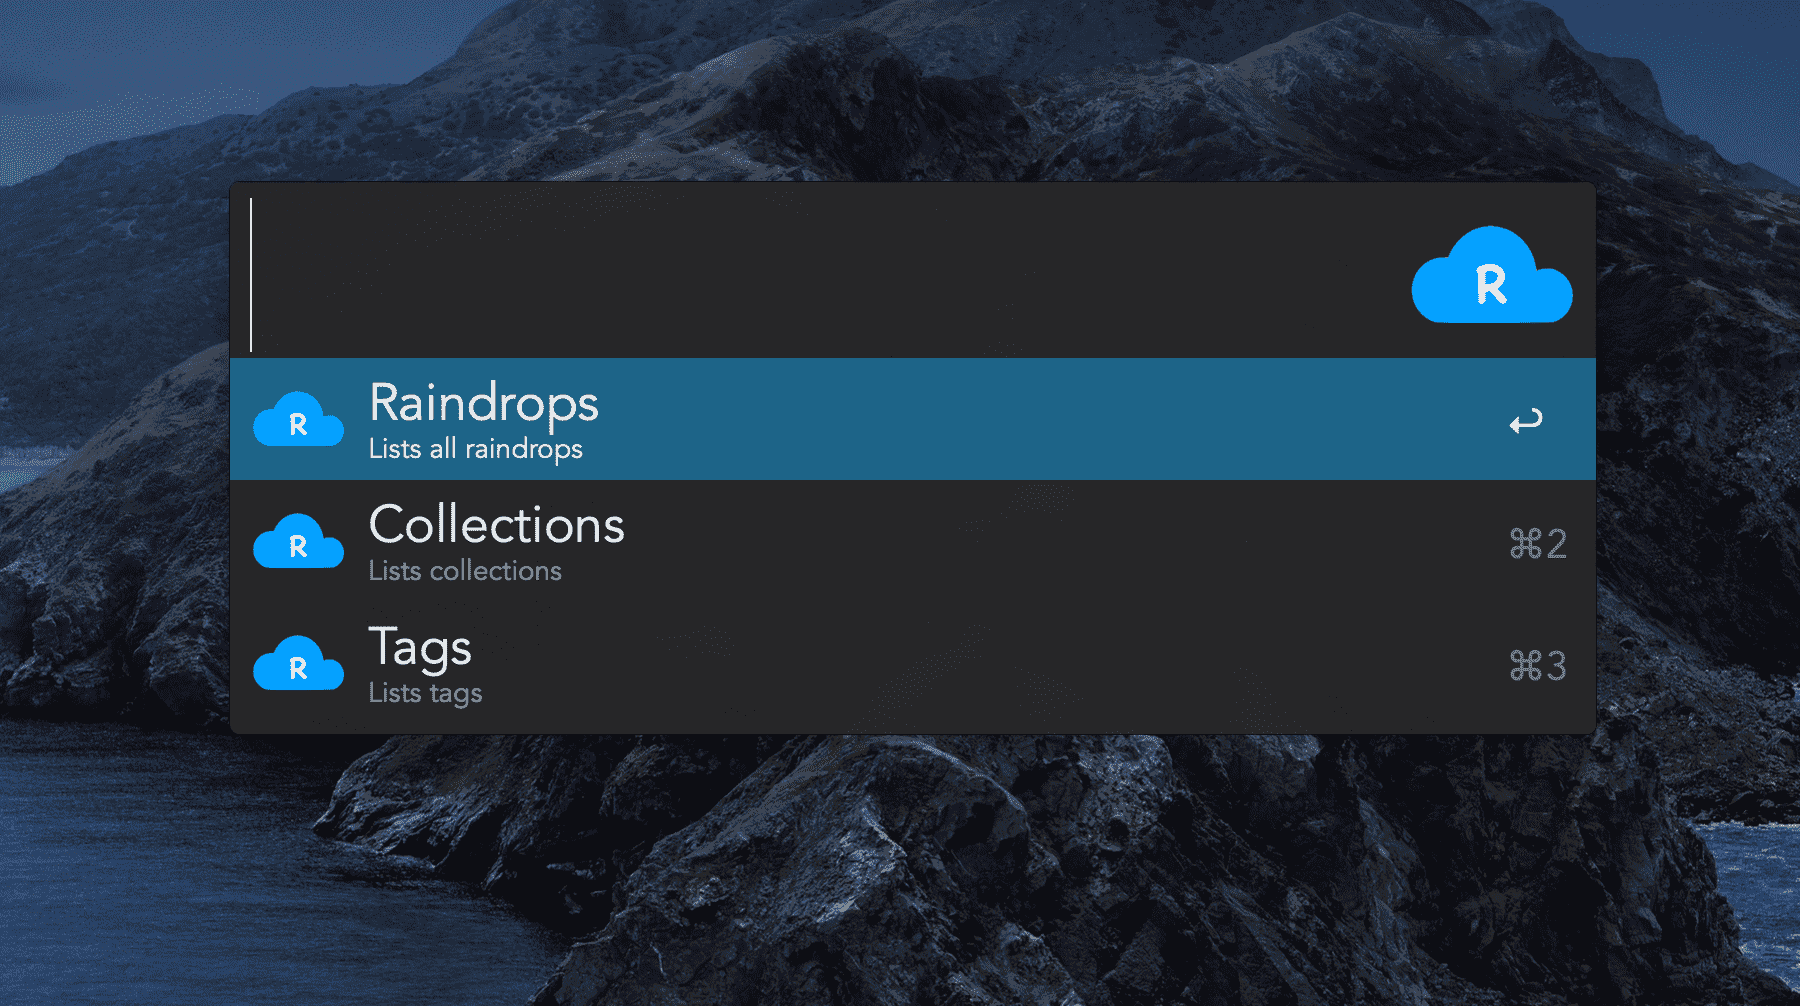 R
R
Raindrops
Lists all raindrops
R
Collections
Lists collections
⌘2
R
Tags
Lists tags
⌘3